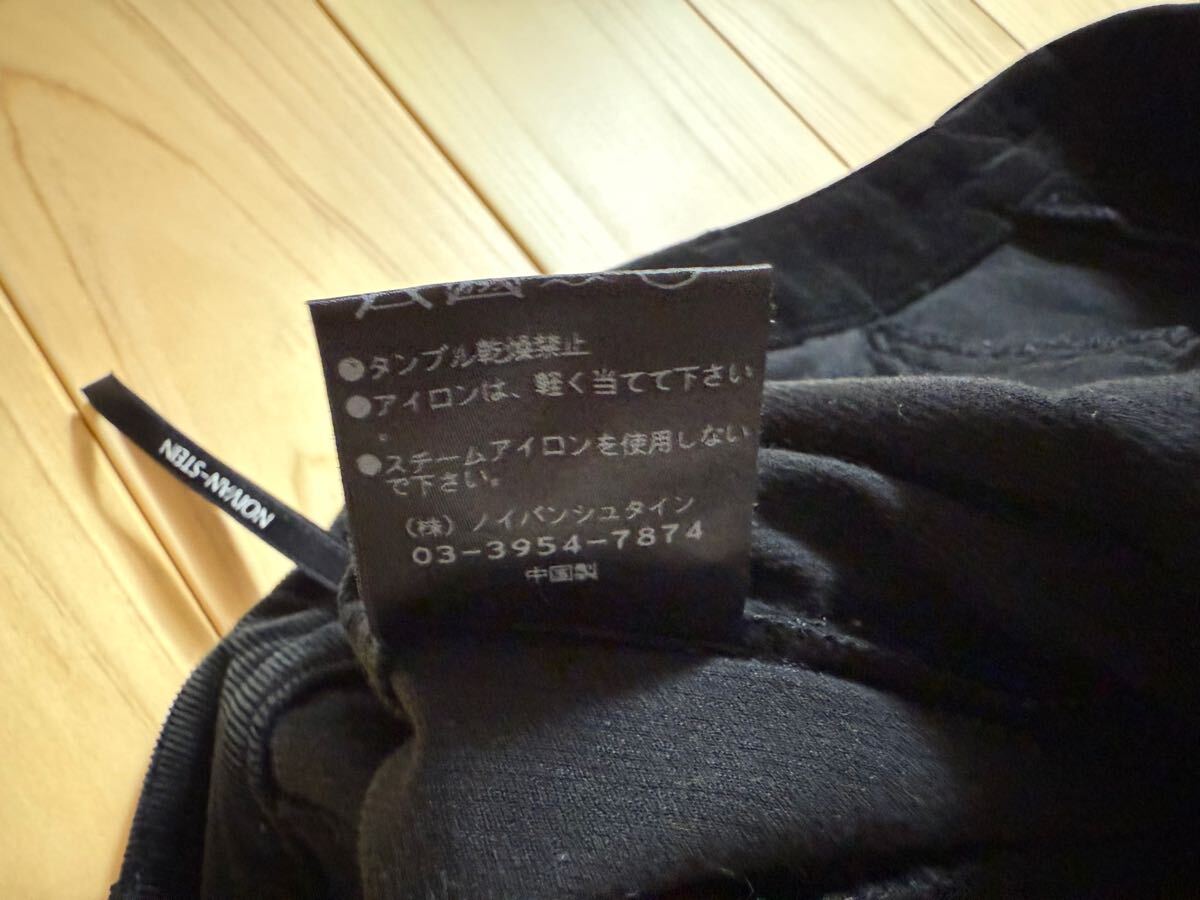 ●タンブル乾燥禁止
●アイロンは、軽く当てて下さい
。
●スチームアイロンを使用しない
で下さい。
（株）ノイバンシュタイン
03-3954-7874
中国製
NOIVAN-STEIN